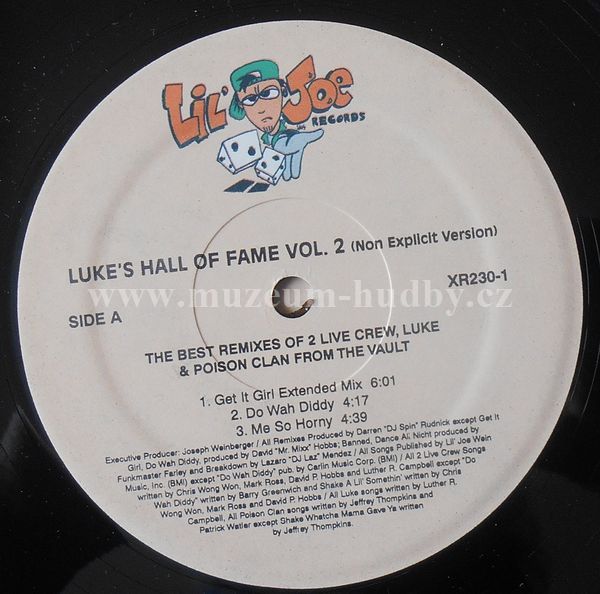 LIL' JOE
RECORDS
LUKE'S HALL OF FAME VOL. 2 (Non Explicit Version)
www.muzeum-hudby.cz
XR230-1
SIDE A
THE BEST REMIXES OF 2 LIVE CREW, LUKE
& POISON CLAN FROM THE VAULT
1. Get It Girl Extended Mix 6:01
2. Do Wah Diddy 4:17
3. Me So Horny 4:39
Executive Producer: Joseph Weinberger / All Remixes Produced by Darren "DJ Spin" Rudnick except Get It
Girl, Do Wah Diddy, produced by David "Mr. Mixx" Hobbs; Banned, Dance Ali Nicht produced by
Funkmaster Farley and Breakdown by Lazaro "DJ Laz" Mendez / All Songs Published by Lil' Joe Wein
Music, Inc. (BMI) except "Do Wah Diddy" pub. by Carlin Music Corp. (BMI) / All 2 Live Crew Songs
written by Chris Wong Won, Mark Ross, David P. Hobbs and Luther R. Campbell except "Do
Wah Diddy" written by Barry Greenwich and Shake A Lil' Somethin' written by Chris
Wong Won, Mark Ross and David P. Hobbs / All Luke songs written by Luther R.
Campbell, All Poison Clan songs written by Jeffrey Thompkins and
Patrick Watler except Shake Whatcha Mama Gave Ya written
by Jeffrey Thompkins.